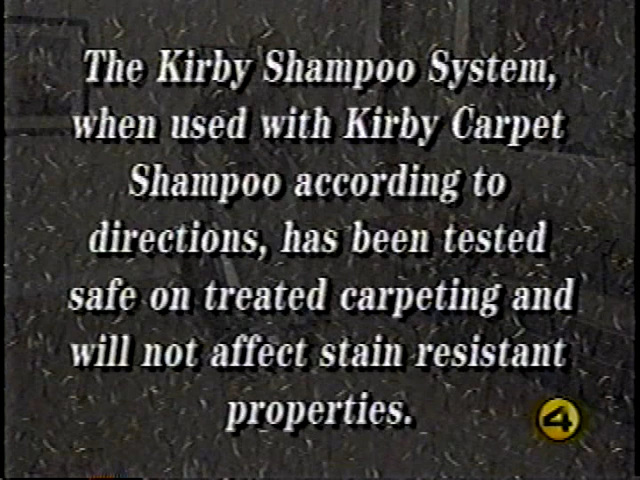 The Kirby Shampoo System,
when used with Kirby Carpet
Shampoo according to
directions, has been tested
safe on treated carpeting and
will not affect stain resistant
properties.
4